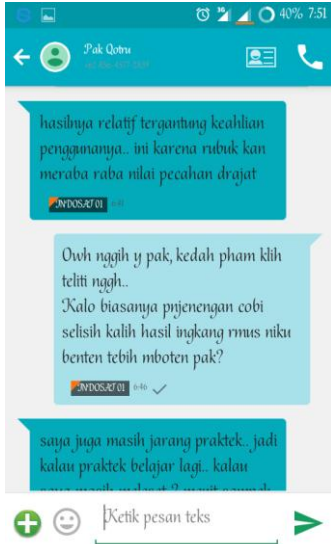 40% 7:51
Pak Qotru
hasilnya relatif tergantung keahlian
penggunanya.. ini karena rubuk kan
meraba raba nilai pecahan drajat
INDOSAT 01 6:41
Owh nggih y pak, kedah pham klih
teliti nggh..
Kalo biasanya pnjenengan cobi
selisih kalih hasil ingkang rmus niku
benten tebih mboten pak?
INDOSAT 01 6:46
saya juga masih jarang praktek.. jadi
kalau praktek belajar lagi.. kalau
Ketik pesan teks